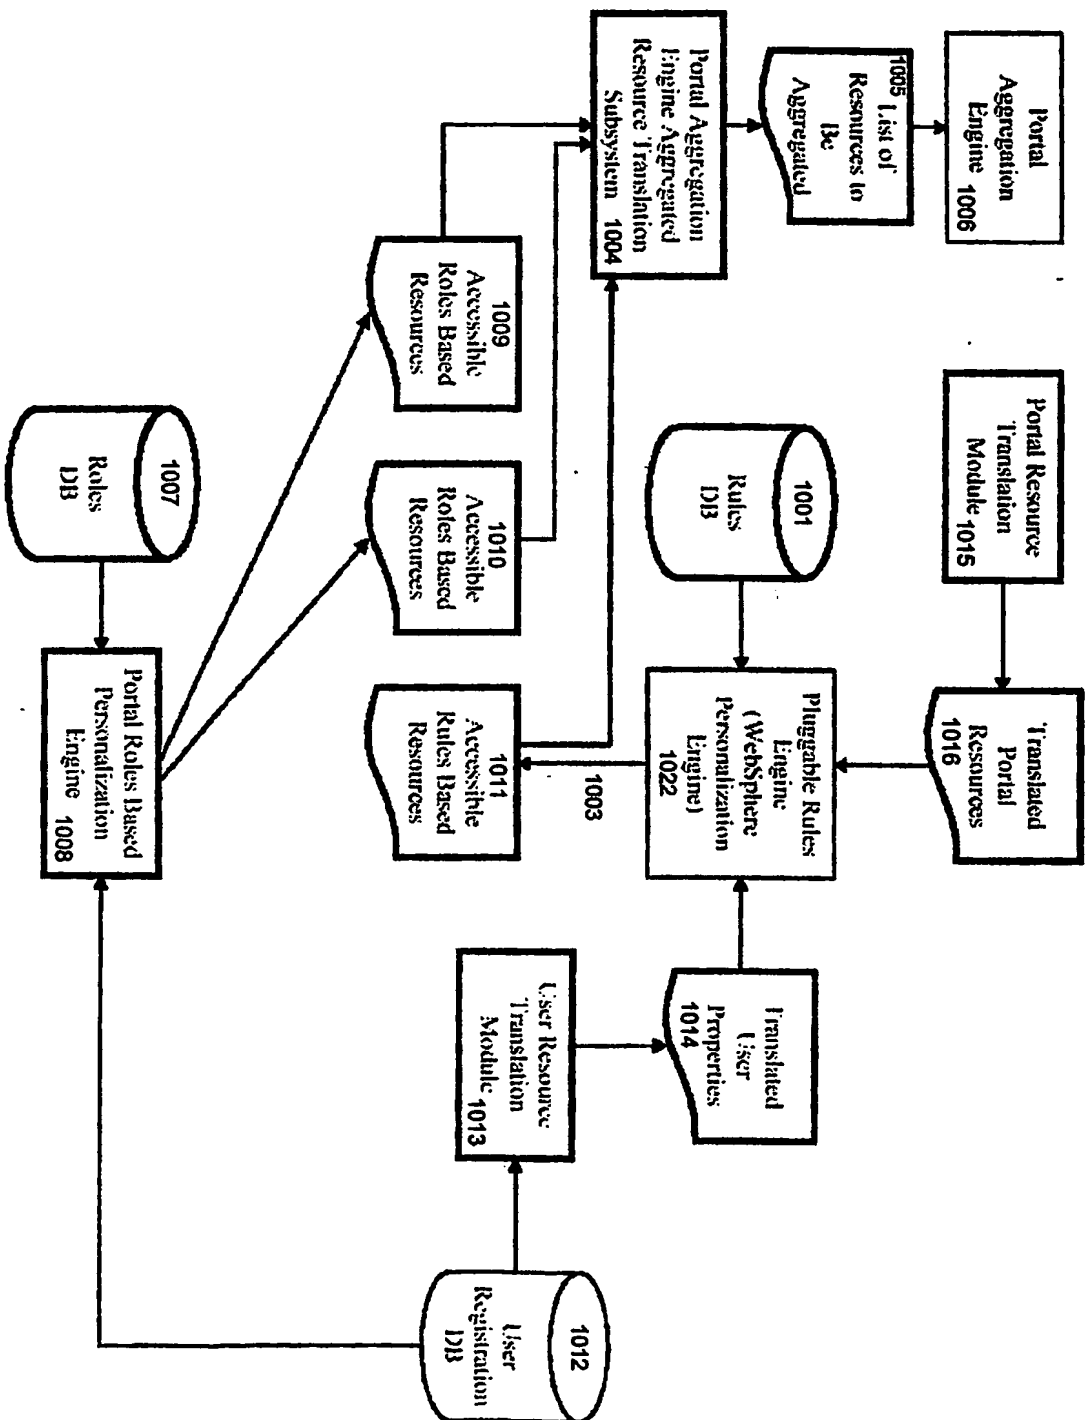 Portal
Aggregation
Engine 1006
1005 List of
Resources to
Be
Aggregated
Portal Aggregation
Engine Aggregated
Resource Translation
Subsystem 1004
1009
Accessible
Roles Based
Resources
1010
Accessible
Roles Based
Resources
1011
Accessible
Rules Based
Resources
1003
1007
Roles
DB
Portal Roles Based
Personalization
Engine 1008
1001
Rules
DB
Pluggable Rules
Engine
(WebSphere
Personalization
Engine)
1022
Portal Resource
Translation
Module 1015
Translated
Portal
Resources
1016
Translated
User
Properties
1014
User Resource
Translation
Module 1013
1012
User
Registration
DB